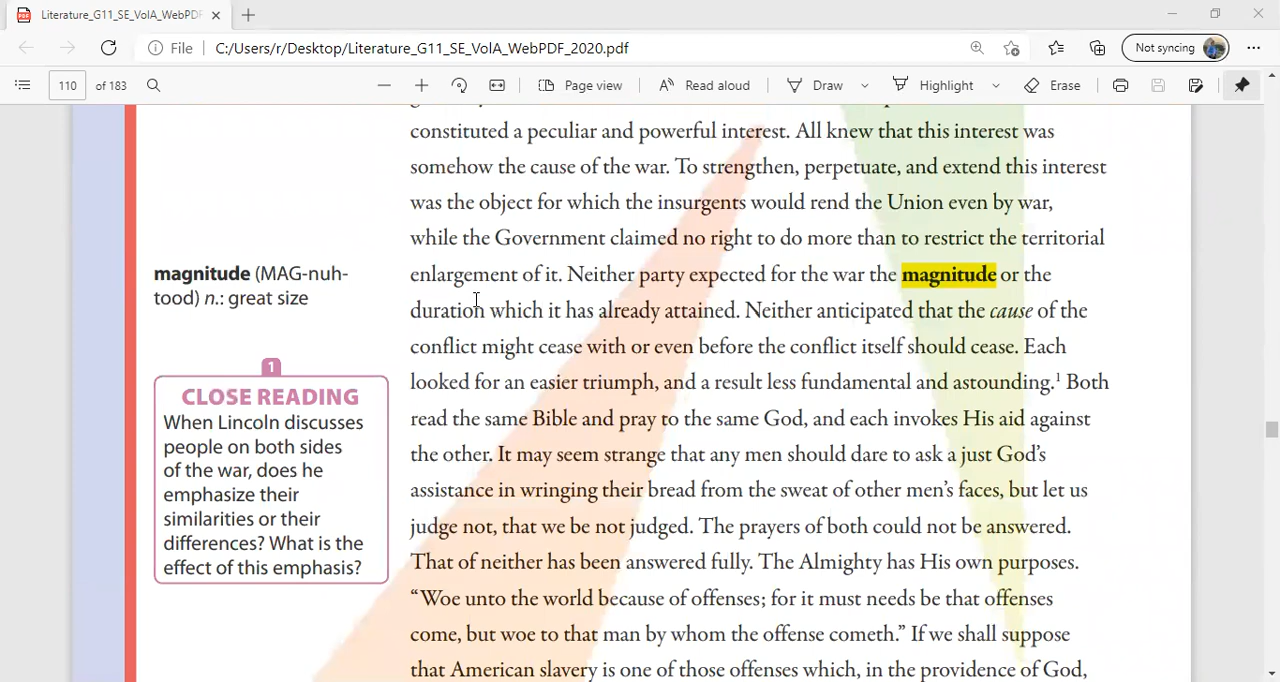 Literature_G11_SE_VolA_WebPDF
File C:/Users/r/Desktop/Literature_G11_SE_VolA_WebPDF_2020.pdf Not syncing
110 of 183 Page view Read aloud Draw Highlight Erase
constituted a peculiar and powerful interest. All knew that this interest was
somehow the cause of the war. To strengthen, perpetuate, and extend this interest
was the object for which the insurgents would rend the Union even by war,
while the Government claimed no right to do more than to restrict the territorial
enlargement of it. Neither party expected for the war the magnitude or the
duration which it has already attained. Neither anticipated that the cause of the
conflict might cease with or even before the conflict itself should cease. Each
looked for an easier triumph, and a result less fundamental and astounding.¹ Both
read the same Bible and pray to the same God, and each invokes His aid against
the other. It may seem strange that any men should dare to ask a just God’s
assistance in wringing their bread from the sweat of other men’s faces, but let us
judge not, that we be not judged. The prayers of both could not be answered.
That of neither has been answered fully. The Almighty has His own purposes.
“Woe unto the world because of offenses; for it must needs be that offenses
come, but woe to that man by whom the offense cometh.” If we shall suppose
that American slavery is one of those offenses which, in the providence of God,
magnitude (MAG-nuh-
tood) n.: great size
1
CLOSE READING
When Lincoln discusses
people on both sides
of the war, does he
emphasize their
similarities or their
differences? What is the
effect of this emphasis?